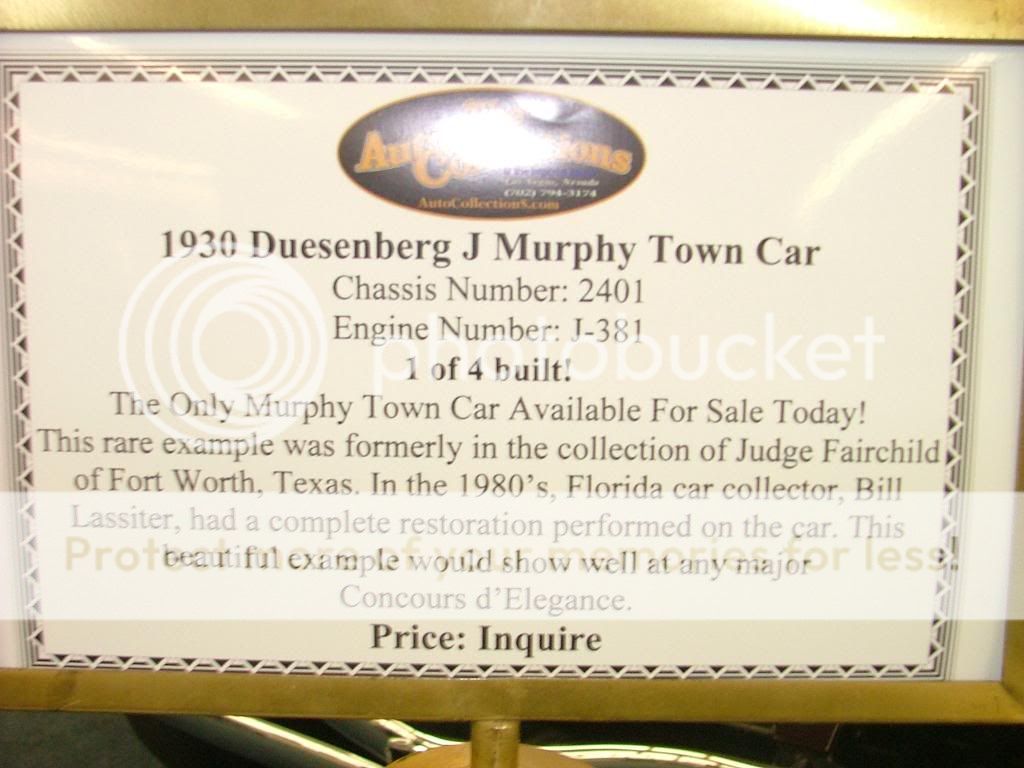 Las Vegas, Nevada
(702) 794-3174
AutoCollections.com
1930 Duesenberg J Murphy Town Car
Chassis Number: 2401
Engine Number: J-381
photobucket
1 of 4 built!
The Only Murphy Town Car Available For Sale Today!
This rare example was formerly in the collection of Judge Fairchild
of Fort Worth, Texas. In the 1980's, Florida car collector, Bill
Lassiter, had a complete restoration performed on the car. This
Protect more of your memories for less!
beautiful example would show well at any major
Concours d'Elegance.
Price: Inquire